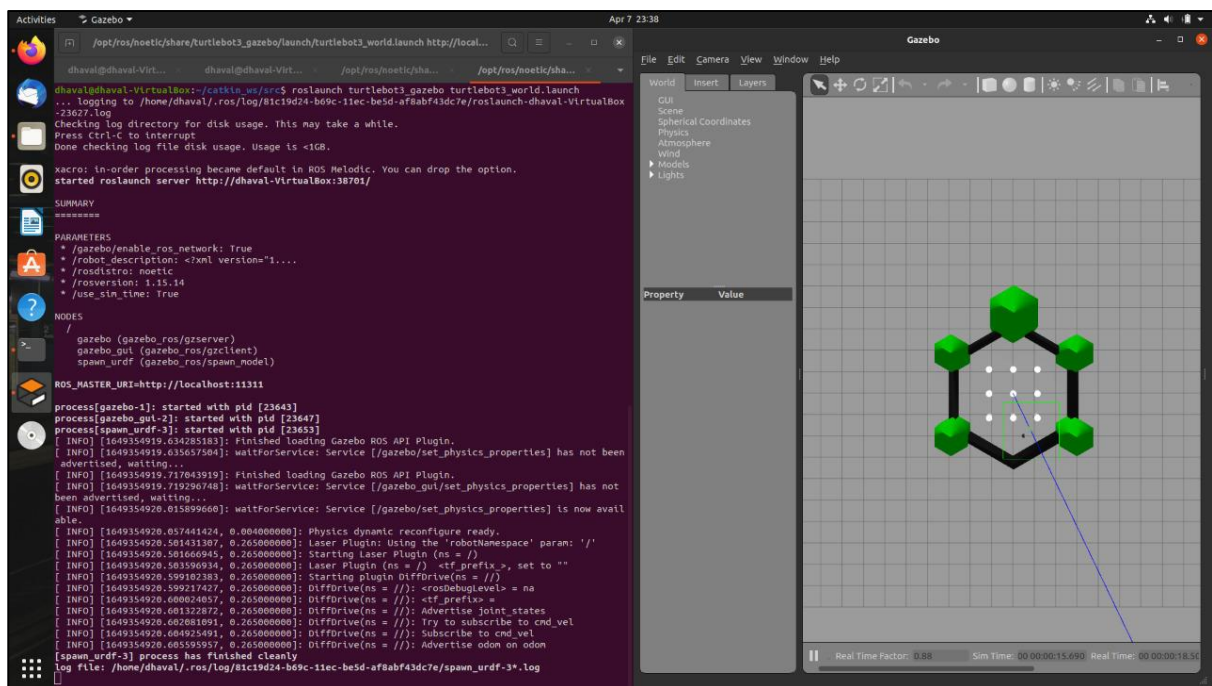 Activities
Gazebo
Apr 7 23:38
/opt/ros/noetic/share/turtlebot3_gazebo/launch/turtlebot3_world.launch http://local...
dhaval@dhaval-Virt...
dhaval@dhaval-Virt...
/opt/ros/noetic/sha...
/opt/ros/noetic/sha...
dhaval@dhaval-VirtualBox:~/catkin_ws/src$ roslaunch turtlebot3_gazebo turtlebot3_world.launch
... logging to /home/dhaval/.ros/log/81c19d24-b69c-11ec-be5d-af8abf43dc7e/roslaunch-dhaval-VirtualBox
-23627.log
Checking log directory for disk usage. This may take a while.
Press Ctrl-C to interrupt
Done checking log file disk usage. Usage is <1GB.
xacro: in-order processing became default in ROS Melodic. You can drop the option.
started roslaunch server http://dhaval-VirtualBox:38701/
SUMMARY
========
PARAMETERS
* /gazebo/enable_ros_network: True
* /robot_description: <?xml version="1....
* /rosdistro: noetic
* /rosversion: 1.15.14
* /use_sim_time: True
NODES
/
gazebo (gazebo_ros/gzserver)
gazebo_gui (gazebo_ros/gzclient)
spawn_urdf (gazebo_ros/spawn_model)
ROS_MASTER_URI=http://localhost:11311
process[gazebo-1]: started with pid [23643]
process[gazebo_gui-2]: started with pid [23647]
process[spawn_urdf-3]: started with pid [23653]
[ INFO] [1649354919.634285183]: Finished loading Gazebo ROS API Plugin.
[ INFO] [1649354919.635657504]: waitForService: Service [/gazebo/set_physics_properties] has not been
advertised, waiting...
[ INFO] [1649354919.717043919]: Finished loading Gazebo ROS API Plugin.
[ INFO] [1649354919.719296748]: waitForService: Service [/gazebo_gui/set_physics_properties] has not
been advertised, waiting...
[ INFO] [1649354920.015899660]: waitForService: Service [/gazebo/set_physics_properties] is now avail
able.
[ INFO] [1649354920.057441424, 0.004000000]: Physics dynamic reconfigure ready.
[ INFO] [1649354920.501431307, 0.265000000]: Laser Plugin: Using the 'robotNamespace' param: '/'
[ INFO] [1649354920.501666945, 0.265000000]: Starting Laser Plugin (ns = /)
[ INFO] [1649354920.503596934, 0.265000000]: Laser Plugin (ns = /) <tf_prefix_>, set to ""
[ INFO] [1649354920.599102383, 0.265000000]: Starting plugin DiffDrive(ns = //)
[ INFO] [1649354920.599217427, 0.265000000]: DiffDrive(ns = //): <rosDebugLevel> = na
[ INFO] [1649354920.600024057, 0.265000000]: DiffDrive(ns = //): <tf_prefix> =
[ INFO] [1649354920.601322872, 0.265000000]: DiffDrive(ns = //): Advertise joint_states
[ INFO] [1649354920.602081091, 0.265000000]: DiffDrive(ns = //): Try to subscribe to cmd_vel
[ INFO] [1649354920.604925491, 0.265000000]: DiffDrive(ns = //): Subscribe to cmd_vel
[ INFO] [1649354920.605595957, 0.265000000]: DiffDrive(ns = //): Advertise odom on odom
[spawn_urdf-3] process has finished cleanly
log file: /home/dhaval/.ros/log/81c19d24-b69c-11ec-be5d-af8abf43dc7e/spawn_urdf-3*.log
Gazebo
File Edit Camera View Window Help
World Insert Layers
GUI
Scene
Spherical Coordinates
Physics
Atmosphere
Wind
Models
Lights
Property Value
Real Time Factor: 0.88 Sim Time: 00 00:00:15.690 Real Time: 00 00:00:18.50